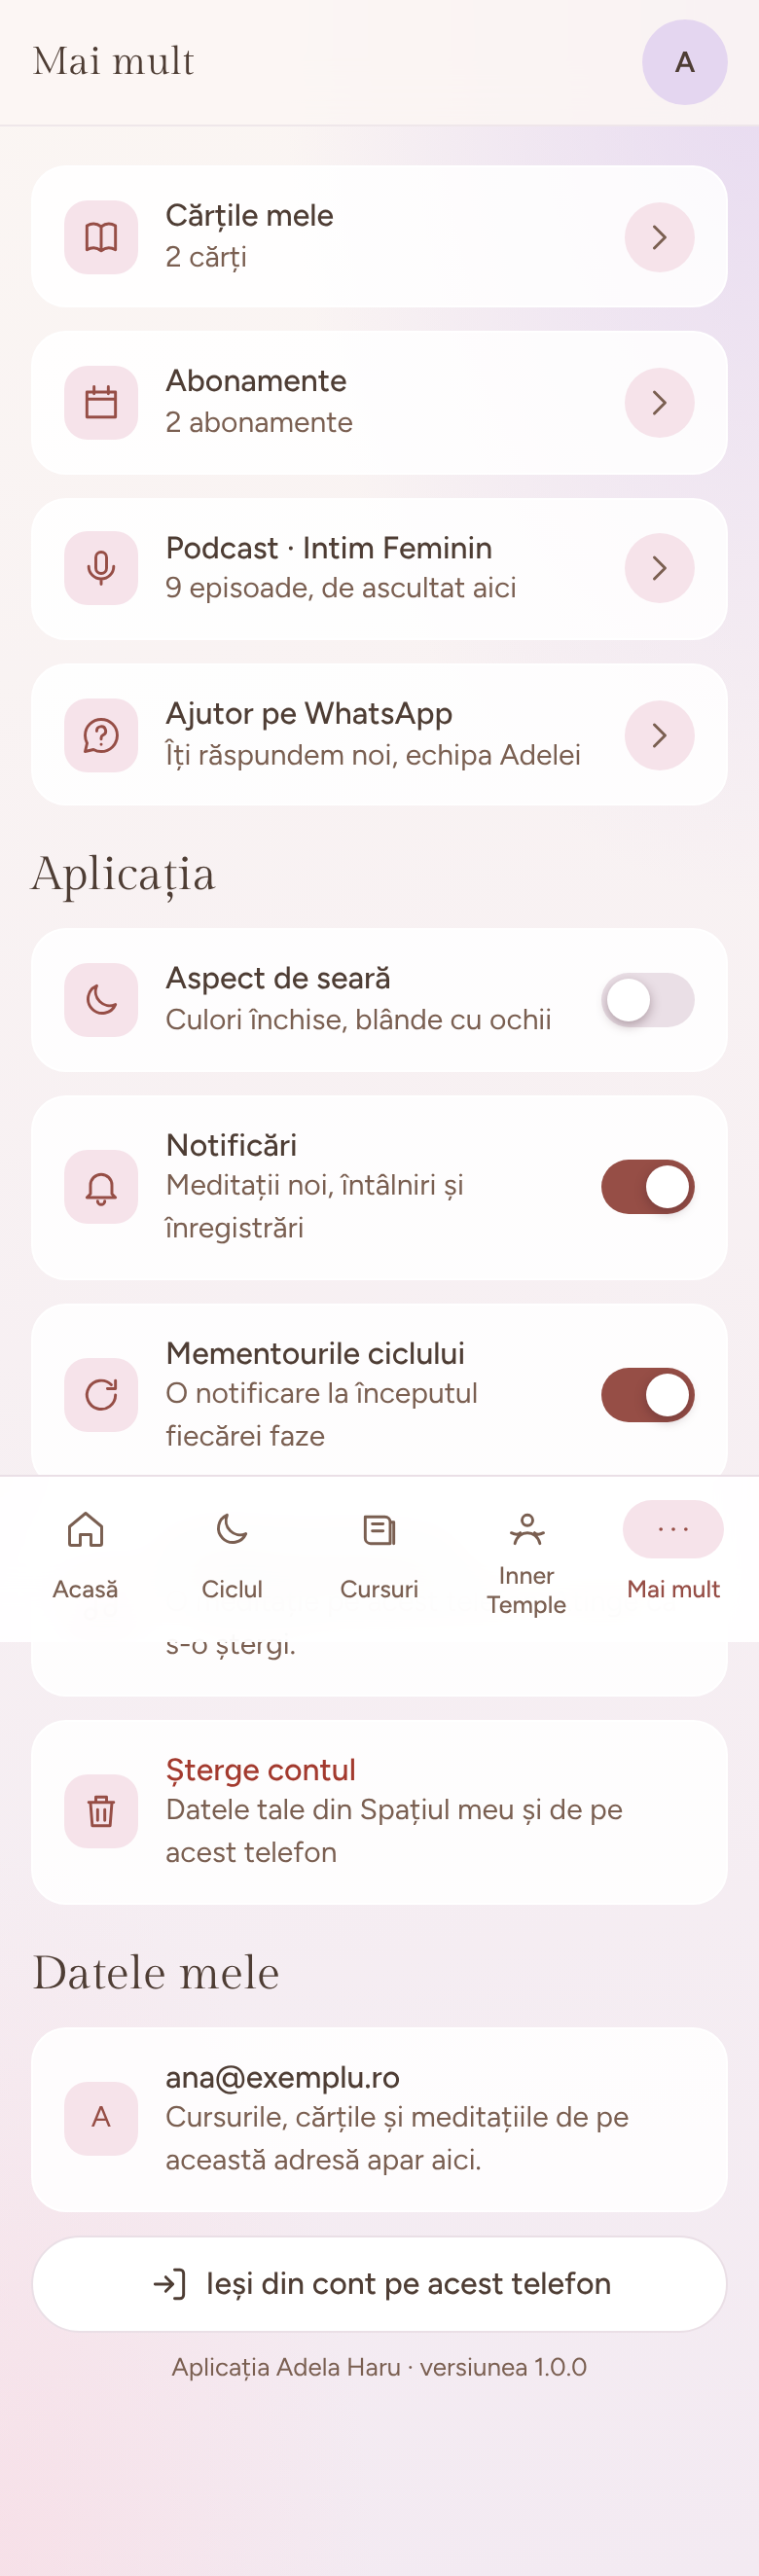 Mai mult
A
Cărțile mele
2 cărți
Abonamente
2 abonamente
Podcast · Intim Feminin
9 episoade, de ascultat aici
Ajutor pe WhatsApp
Îți răspundem noi, echipa Adelei
Aplicația
Aspect de seară
Culori închise, blânde cu ochii
Notificări
Meditații noi, întâlniri și
înregistrări
Mementourile ciclului
O notificare la începutul
fiecărei faze
Acasă
Ciclul
Cursuri
Inner
Temple
Mai mult
s-o ștergi.
Șterge contul
Datele tale din Spațiul meu și de pe
acest telefon
Datele mele
A
ana@exemplu.ro
Cursurile, cărțile și meditațiile de pe
această adresă apar aici.
Ieși din cont pe acest telefon
Aplicația Adela Haru · versiunea 1.0.0